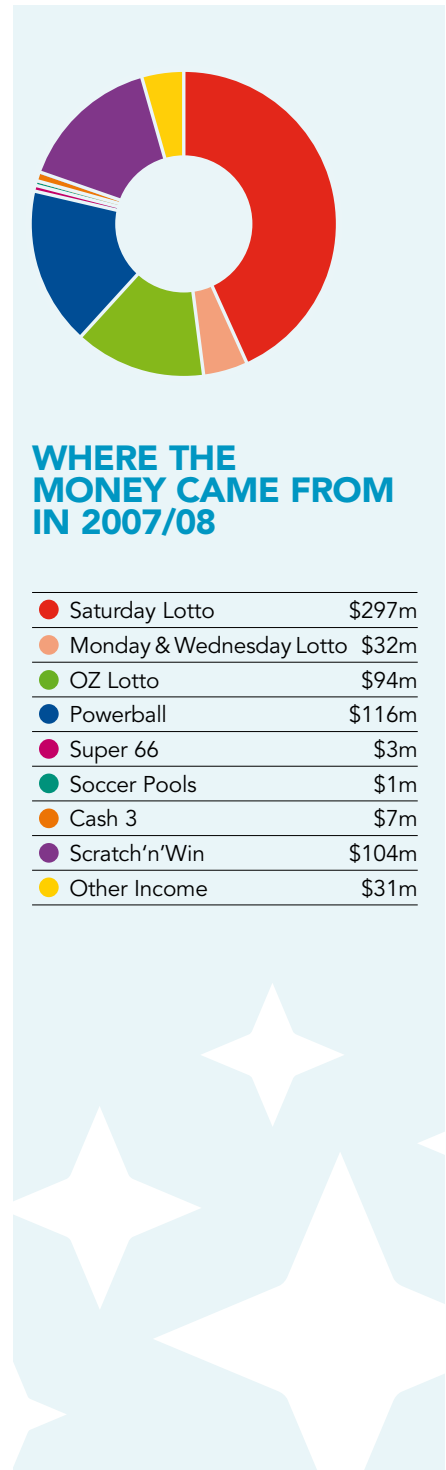 WHERE THE
MONEY CAME FROM
IN 2007/08
Saturday Lotto $297m
Monday & Wednesday Lotto $32m
OZ Lotto $94m
Powerball $116m
Super 66 $3m
Soccer Pools $1m
Cash 3 $7m
Scratch'n'Win $104m
Other Income $31m